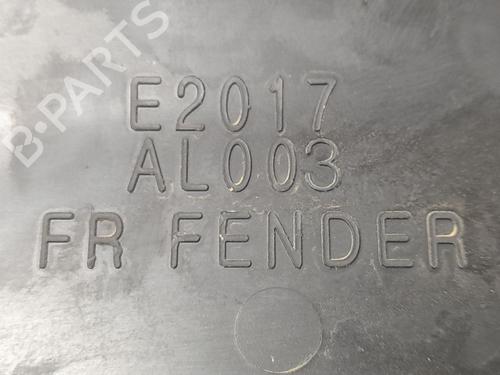 B-PARTS
E2017
AL003
FR FENDER